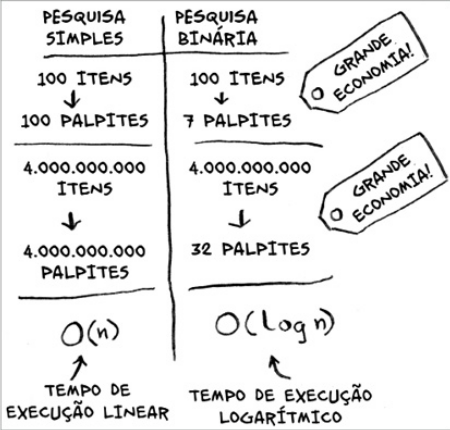 PESQUISA
SIMPLES
PESQUISA
BINÁRIA
100 ITENS
100 PALPITES
100 ITENS
7 PALPITES
GRANDE
ECONOMIA!
4.000.000.000
ITENS
4.000.000.000
PALPITES
4.000.000.000
ITENS
32 PALPITES
GRANDE
ECONOMIA!
O(n)
O(log n)
TEMPO DE
EXECUÇÃO LINEAR
TEMPO DE EXECUÇÃO
LOGARÍTMICO